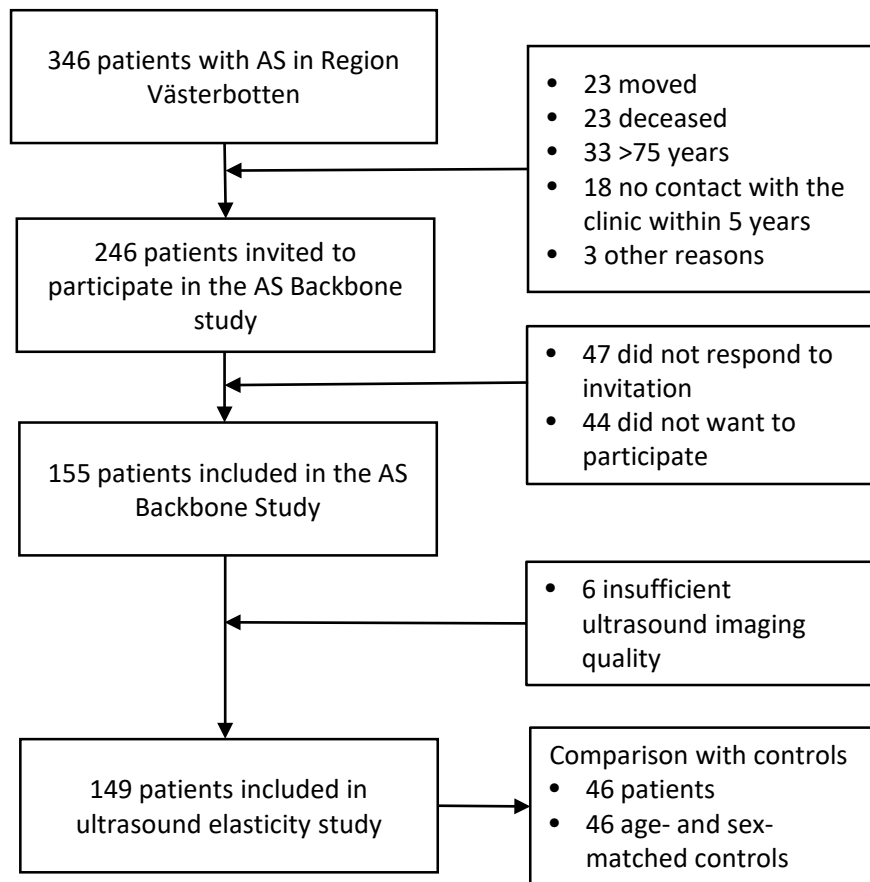 346 patients with AS in Region
Västerbotten
• 23 moved
• 23 deceased
• 33 >75 years
• 18 no contact with the
clinic within 5 years
• 3 other reasons
246 patients invited to
participate in the AS Backbone
study
• 47 did not respond to
invitation
• 44 did not want to
participate
155 patients included in the AS
Backbone Study
• 6 insufficient
ultrasound imaging
quality
149 patients included in
ultrasound elasticity study
Comparison with controls
• 46 patients
• 46 age- and sex-
matched controls